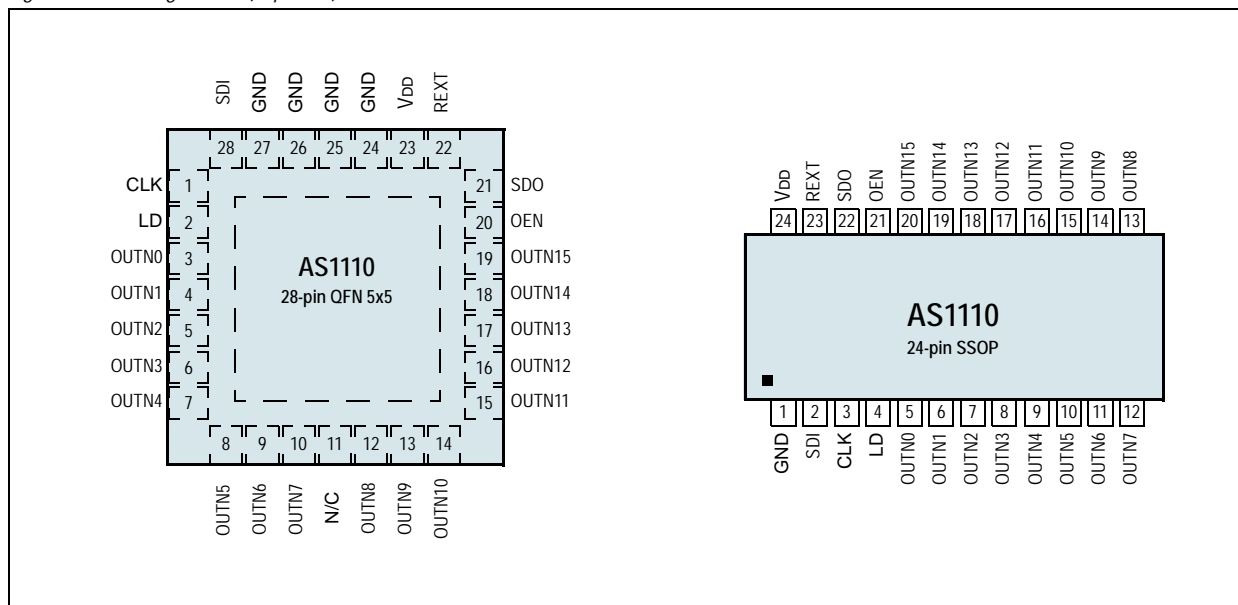 SDI
GND
GND
GND
GND
VDD
REXT
28
27
26
25
24
23
22
CLK 1
LD 2
OUTN0 3
OUTN1 4
OUTN2 5
OUTN3 6
OUTN4 7
21 SDO
20 OEN
19 OUTN15
18 OUTN14
17 OUTN13
16 OUTN12
15 OUTN11
AS1110
28-pin QFN 5x5
8
9
10
11
12
13
14
OUTN5
OUTN6
OUTN7
N/C
OUTN8
OUTN9
OUTN10
VDD
REXT
SDO
OEN
OUTN15
OUTN14
OUTN13
OUTN12
OUTN11
OUTN10
OUTN9
OUTN8
24
23
22
21
20
19
18
17
16
15
14
13
AS1110
24-pin SSOP
1
2
3
4
5
6
7
8
9
10
11
12
GND
SDI
CLK
LD
OUTN0
OUTN1
OUTN2
OUTN3
OUTN4
OUTN5
OUTN6
OUTN7